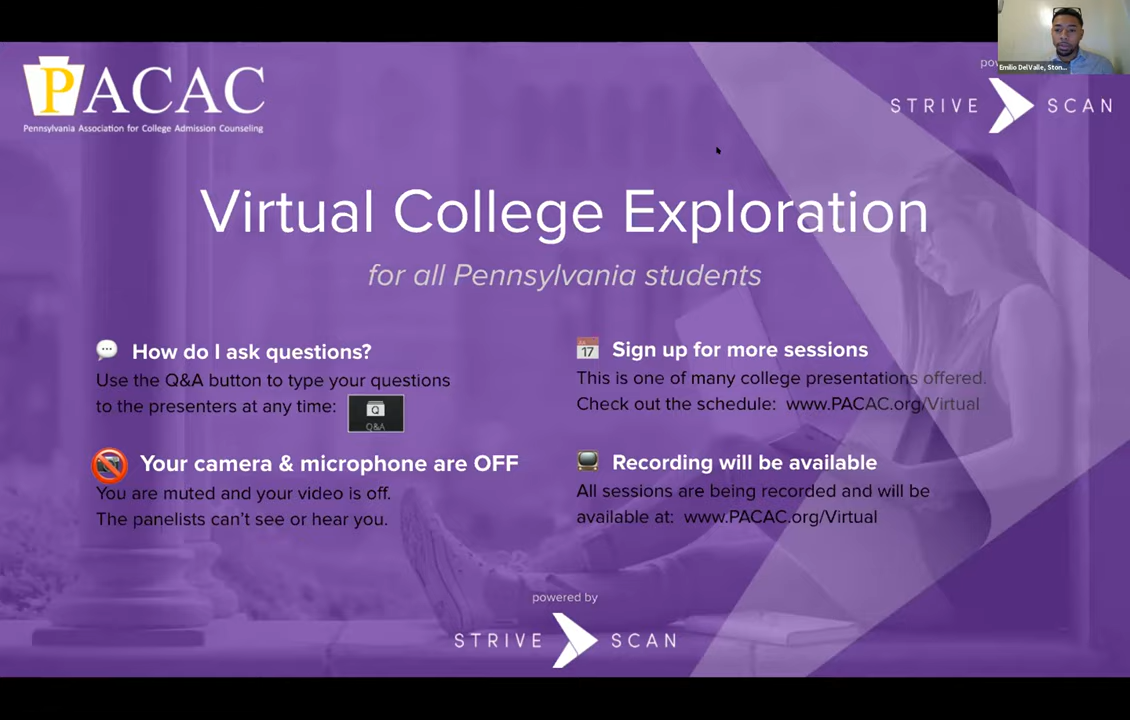 Emilio DelValle, Ston...
PACAC
Pennsylvania Association for College Admission Counseling
STRIVE SCAN
Virtual College Exploration
for all Pennsylvania students
How do I ask questions?
Use the Q&A button to type your questions
to the presenters at any time:
Q
Q&A
Your camera & microphone are OFF
You are muted and your video is off.
The panelists can't see or hear you.
17
Sign up for more sessions
This is one of many college presentations offered.
Check out the schedule: www.PACAC.org/Virtual
Recording will be available
All sessions are being recorded and will be
available at: www.PACAC.org/Virtual
powered by
STRIVE SCAN